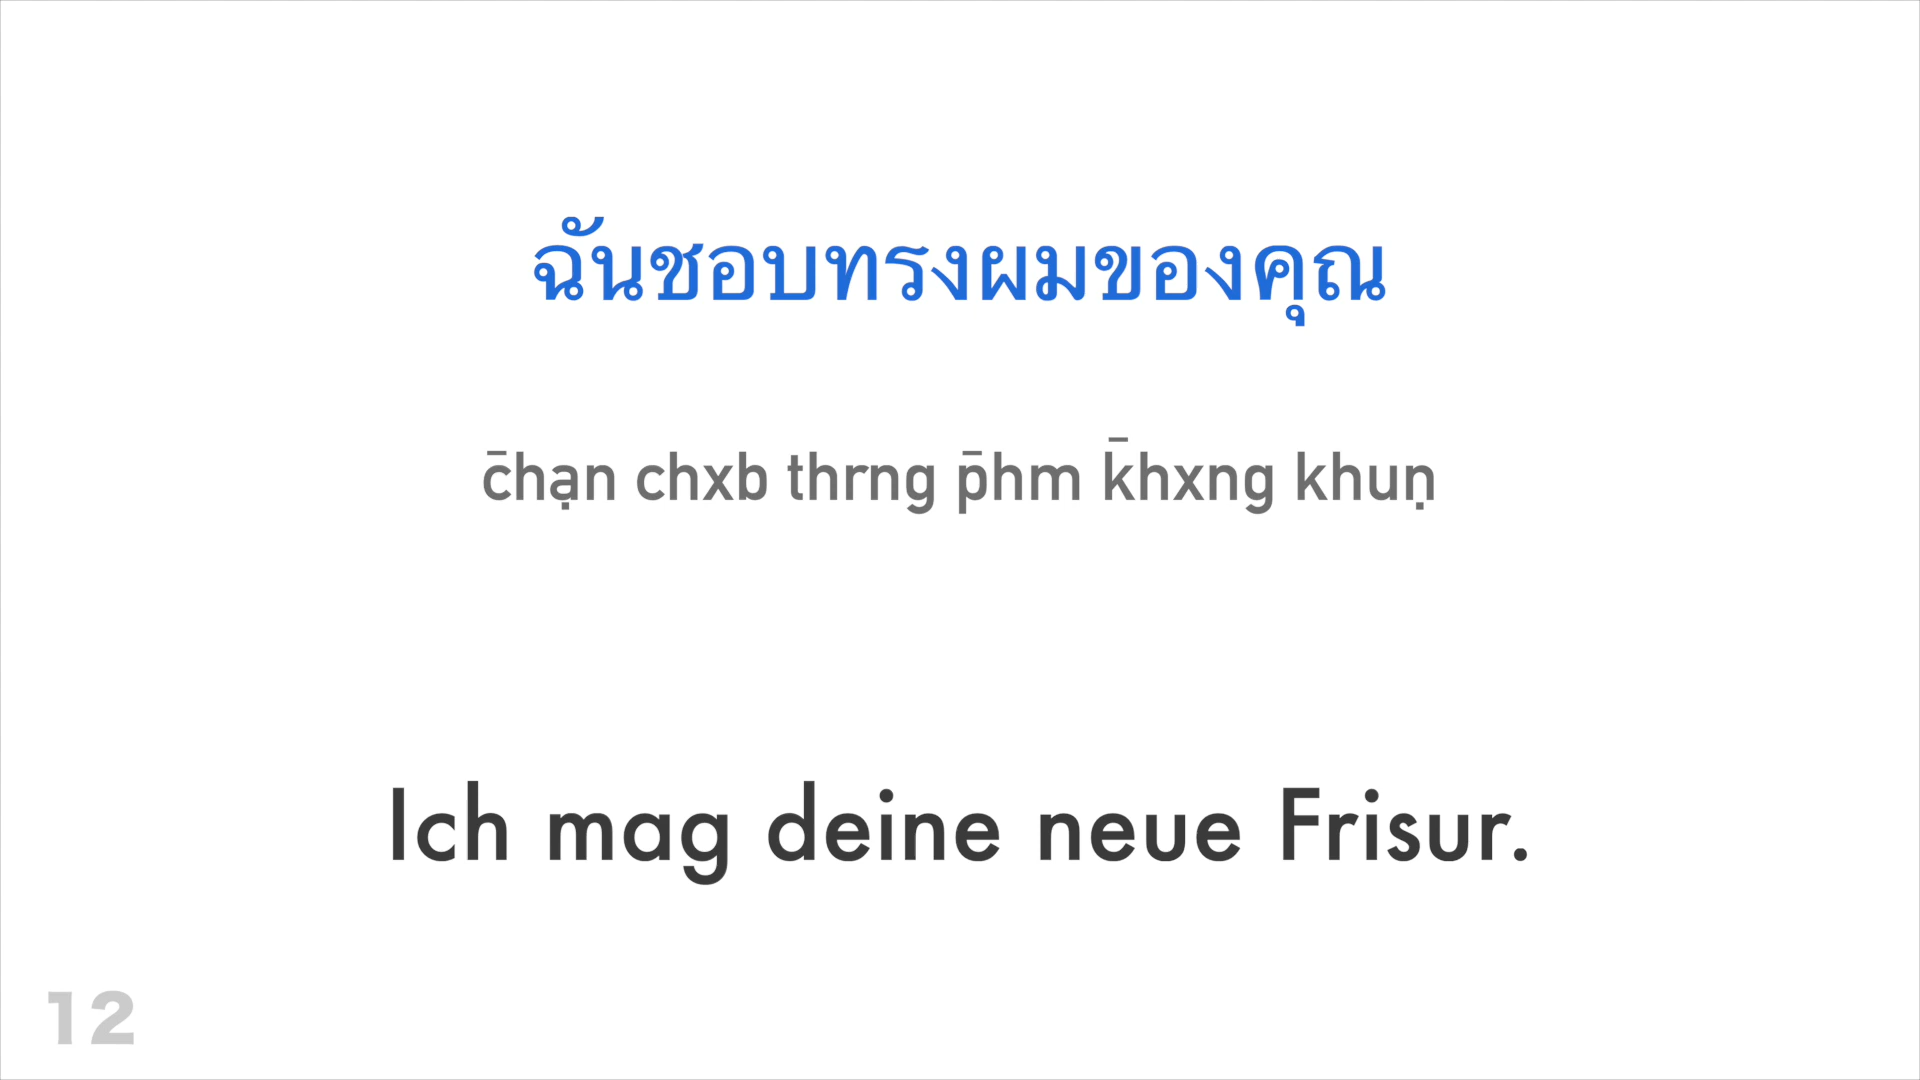 ฉันชอบทรงผมของคุณ
c̄hạn chxb thrng p̄hm k̄hxng khuṇ
Ich mag deine neue Frisur.
12